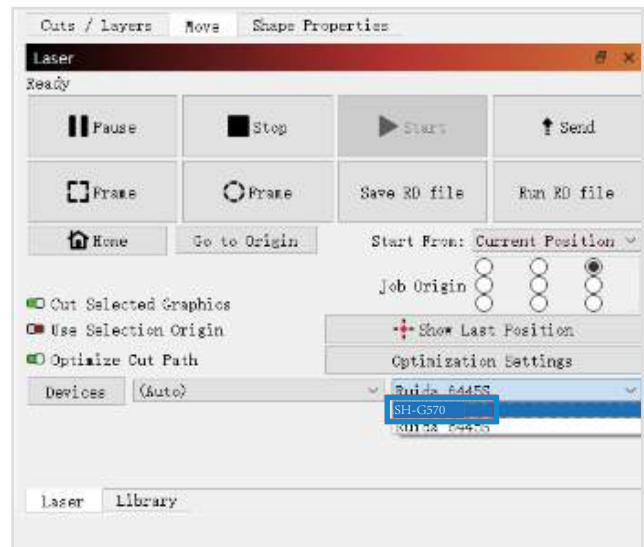 Cuts / Layers Move Shape Properties
Laser
Ready
Pause Stop Start Send
Frame Frame Save RD file Run RD file
Home Go to Origin Start From: Current Position
Job Origin
Cut Selected Graphics
Use Selection Origin Show Last Position
Optimize Cut Path Optimization Settings
Devices (Auto) Ruida 6445S
SH-G570
Ruida 6445S
Laser Library